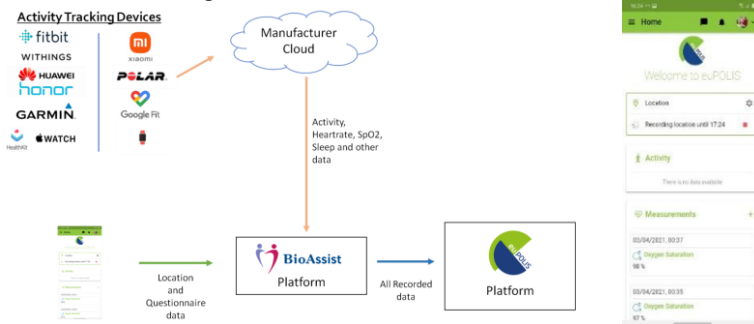 Activity Tracking Devices
fitbit
WITHINGS
HUAWEI
honor
GARMIN
HealthKit
WATCH
xiaomi
POLAR
Google Fit
Manufacturer
Cloud
Activity,
Heartrate, SpO2,
Sleep and other
data
Location
and
Questionnaire
data
BioAssist
Platform
All Recorded
data
euPOLIS
Platform
Home
Welcome to euPOLIS
Location
Recording location until 17:24
Activity
There is no data available
Measurements
03/04/2021, 00:37
Oxygen Saturation
98 %
03/04/2021, 00:35
Oxygen Saturation
97 %